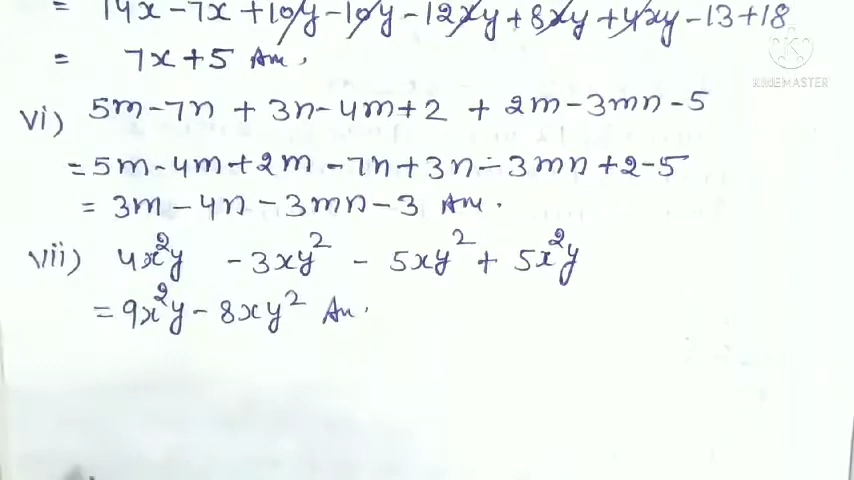 = 14x - 7x + 10y - 10y - 12xy + 8xy + 4xy - 13 + 18
= 7x + 5 Ans.
KINEMASTER
vi) 5m - 7n + 3n - 4m + 2 + 2m - 3mn - 5
= 5m - 4m + 2m - 7n + 3n - 3mn + 2 - 5
= 3m - 4n - 3mn - 3 Ans.
vii) 4x²y - 3xy² - 5xy² + 5x²y
= 9x²y - 8xy² Ans.